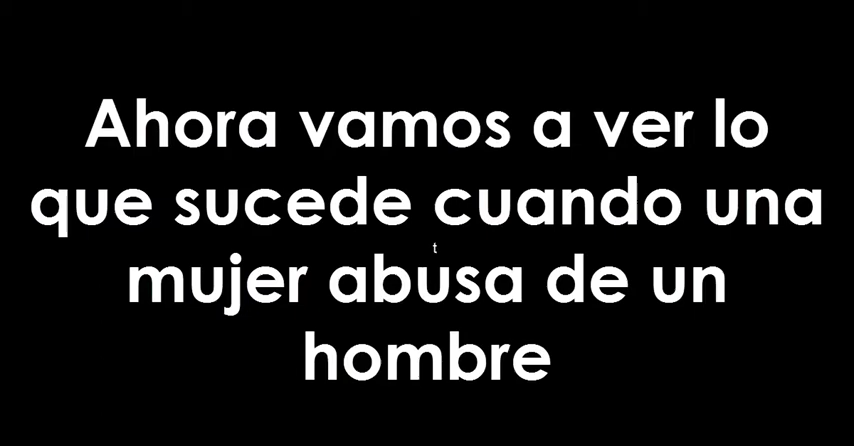 Ahora vamos a ver lo
que sucede cuando una
t
mujer abusa de un
hombre